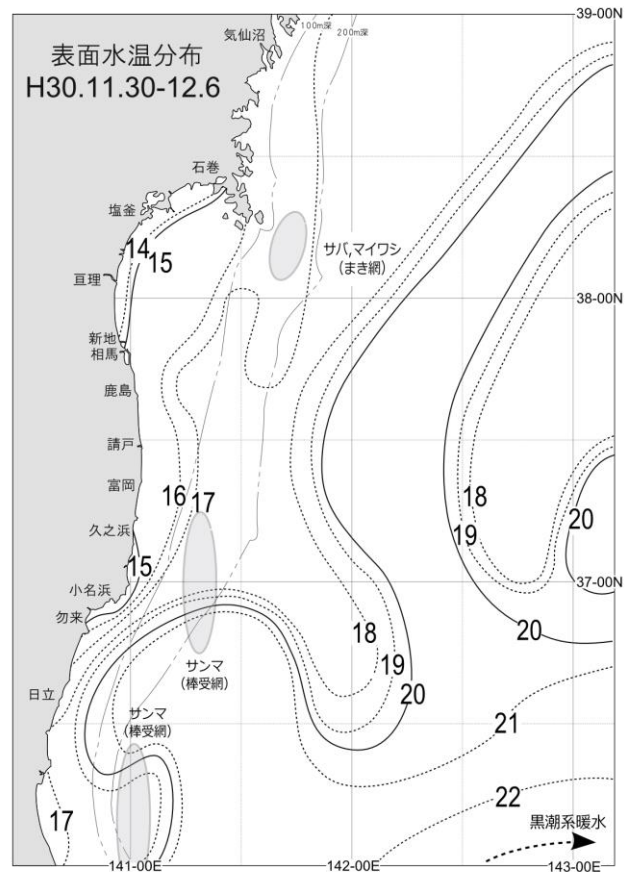 39-00N
気仙沼
100m深
200m深
表面水温分布
H30.11.30-12.6
石巻
塩釜
サバ,マイワシ
(まき網)
14
15
亘理
38-00N
新地
相馬
鹿島
請戸
富岡
16
17
18
19
20
久之浜
15
小名浜
37-00N
勿来
18
20
19
20
サンマ
(棒受網)
日立
サンマ
(棒受網)
21
22
17
黒潮系暖水
141-00E
142-00E
143-00E